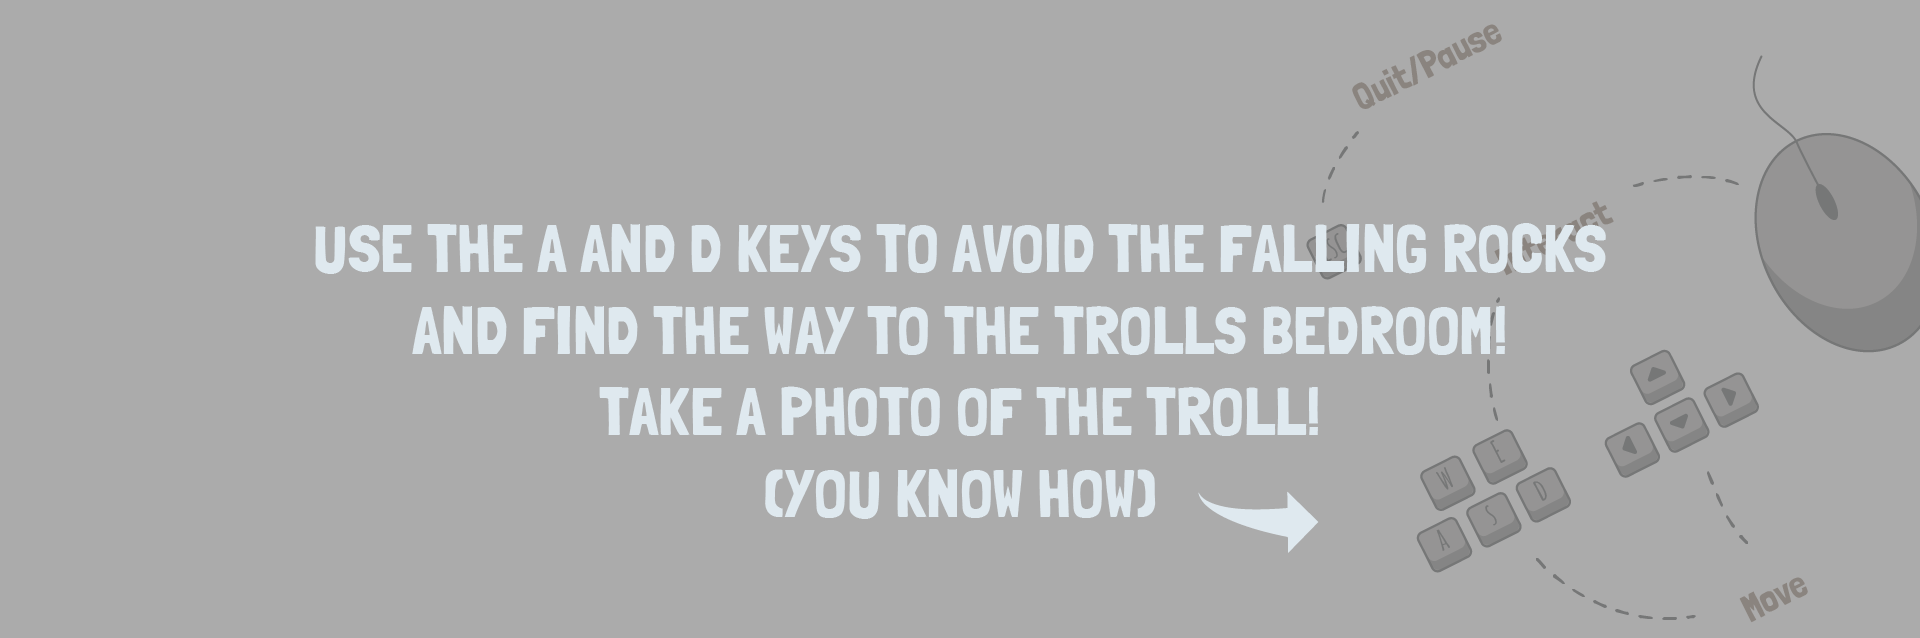 Quit/Pause
USE THE A AND D KEYS TO AVOID THE FALLING ROCKS
AND FIND THE WAY TO THE TROLLS BEDROOM!
TAKE A PHOTO OF THE TROLL!
(YOU KNOW HOW)
W E
A S D
Move